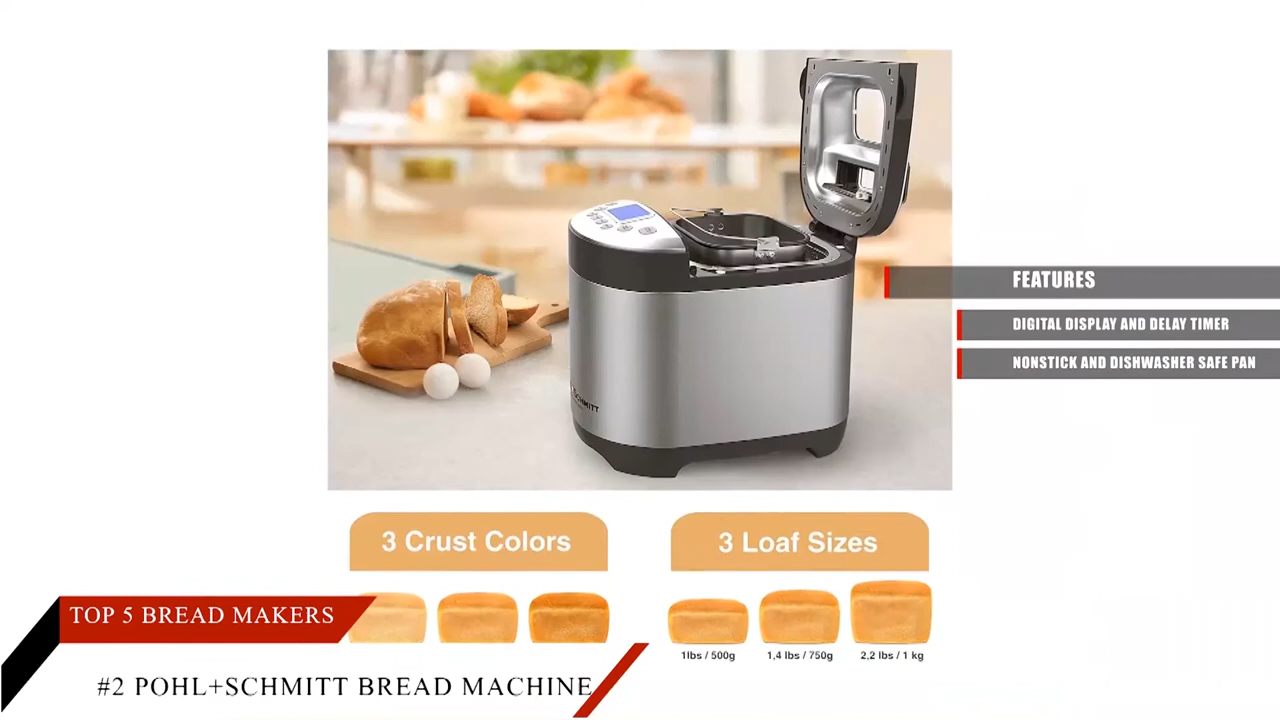 FEATURES
DIGITAL DISPLAY AND DELAY TIMER
NONSTICK AND DISHWASHER SAFE PAN
SCHMITT
3 Crust Colors
3 Loaf Sizes
1lbs / 500g
1,4 lbs / 750g
2,2 lbs / 1 kg
TOP 5 BREAD MAKERS
#2 POHL+SCHMITT BREAD MACHINE